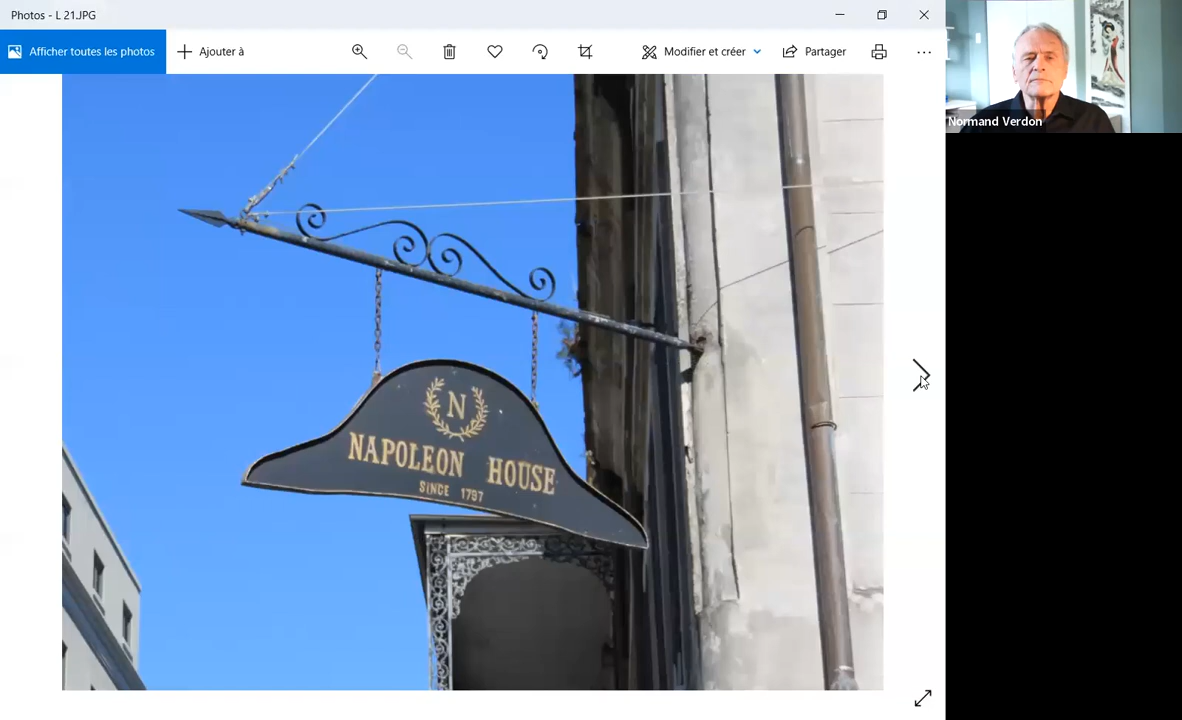 Photos - L 21.JPG
Afficher toutes les photos
Ajouter à
Modifier et créer
Partager
Normand Verdon
N
NAPOLEON HOUSE
SINCE 1797